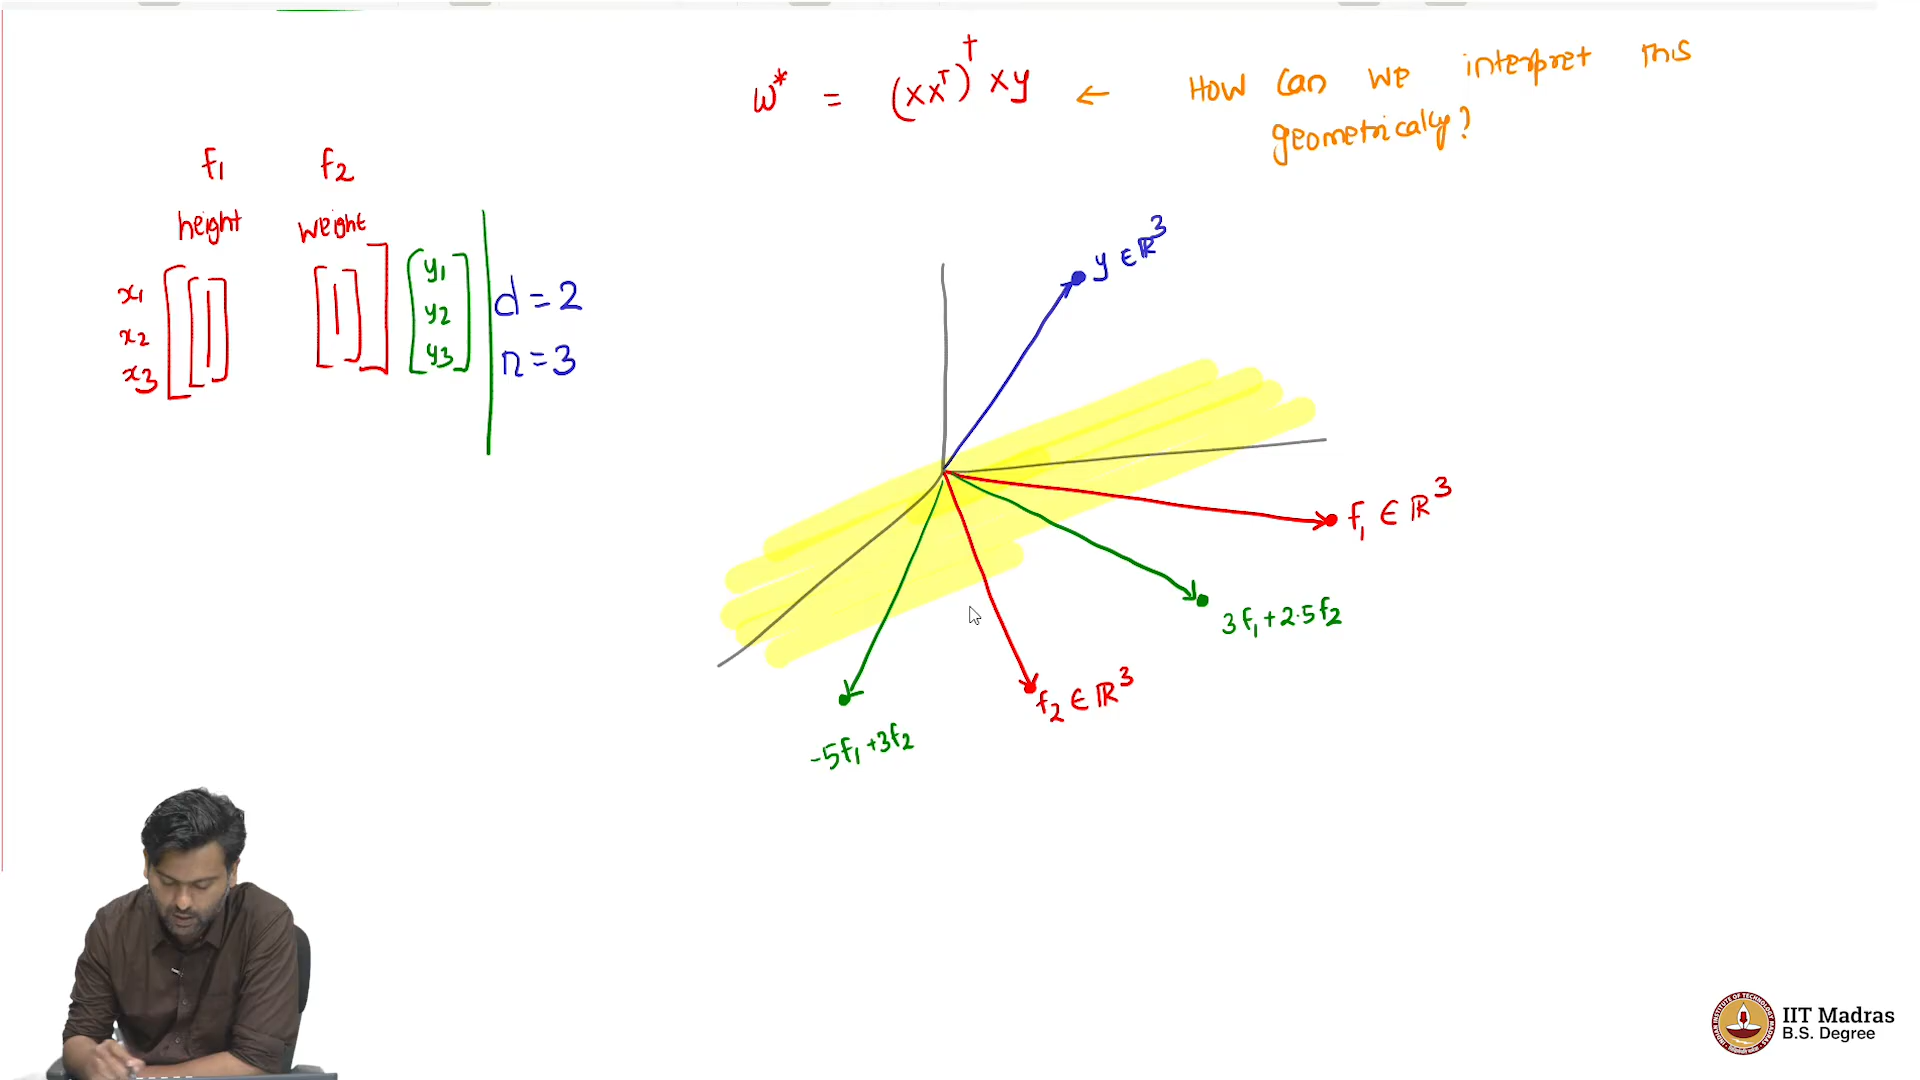 w* = (XXᵀ)† Xy ← How can we interpret this
geometrically?
f₁ f₂
height weight
x₁
x₂
x₃
y₁
y₂
y₃
d = 2
n = 3
y ∈ ℝ³
f₁ ∈ ℝ³
3f₁ + 2.5f₂
f₂ ∈ ℝ³
-5f₁ + 3f₂
IIT Madras
B.S. Degree